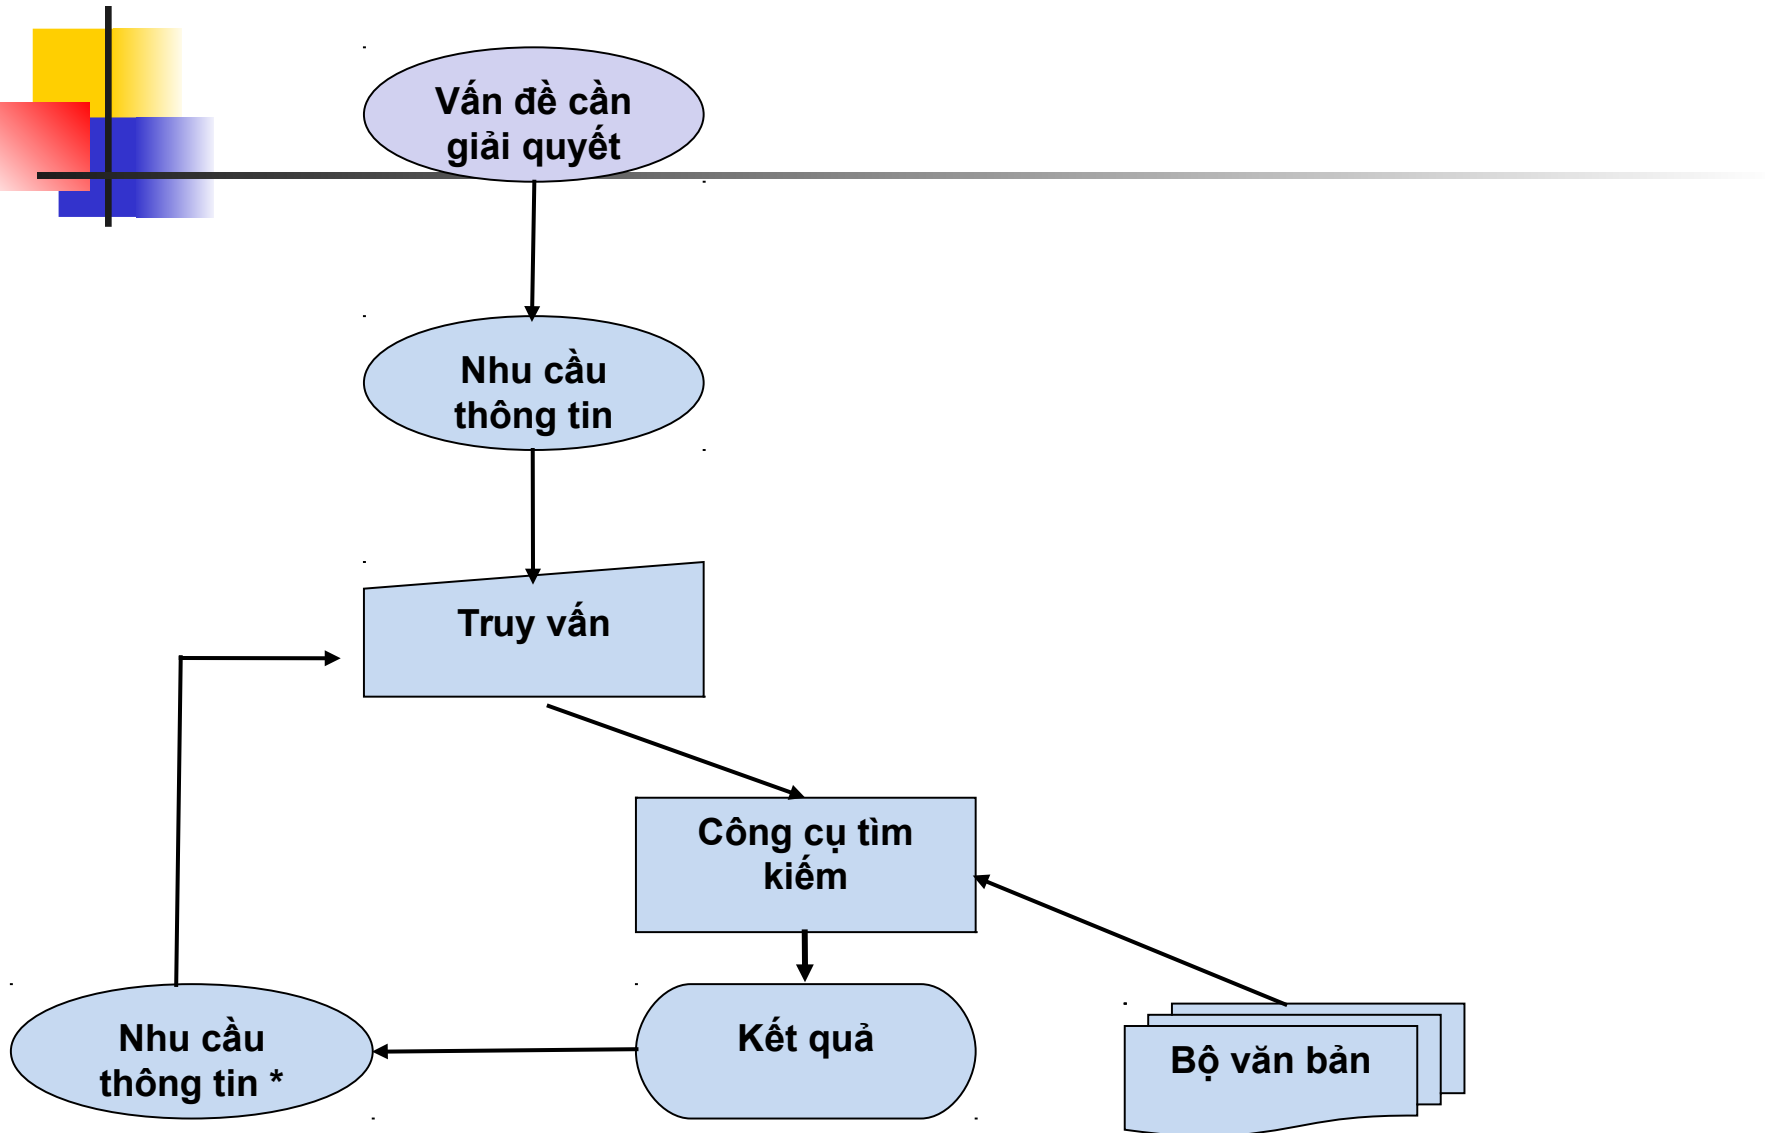 Vấn đề cần
giải quyết
Nhu cầu
thông tin
Truy vấn
Công cụ tìm
kiếm
Nhu cầu
thông tin *
Kết quả
Bộ văn bản